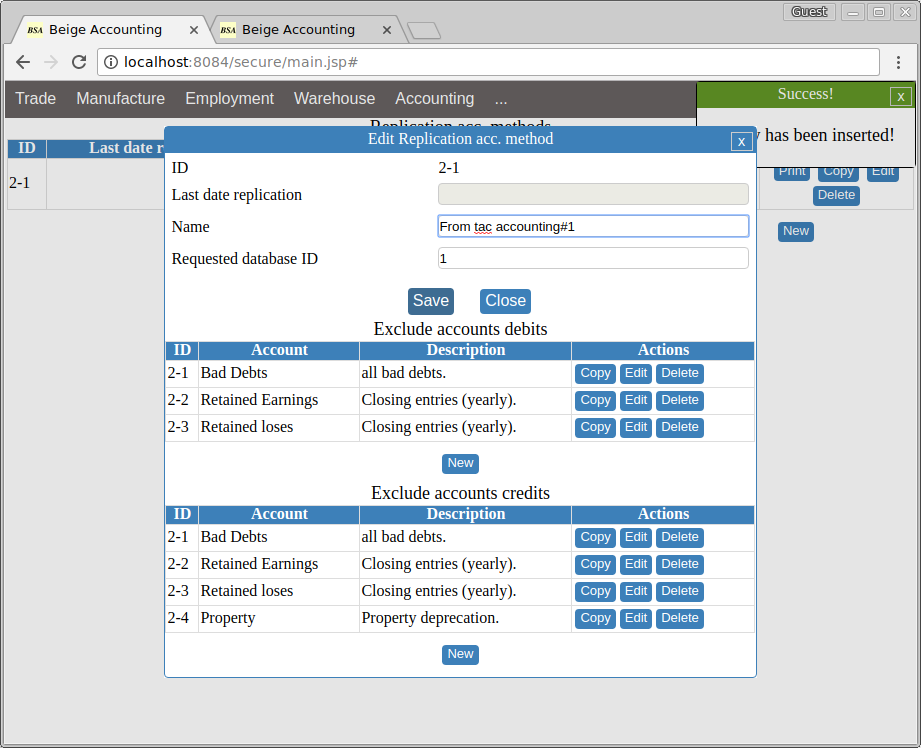 Guest
BSA Beige Accounting
BSA Beige Accounting
localhost:8084/secure/main.jsp#
Trade Manufacture Employment Warehouse Accounting ...
Success! x
has been inserted!
Replication acc. methods
ID Last date r
2-1 Print Copy Edit
Delete
New
Edit Replication acc. method x
ID 2-1
Last date replication
Name From tac accounting#1
Requested database ID 1
Save Close
Exclude accounts debits
ID Account Description Actions
2-1 Bad Debts all bad debts. Copy Edit Delete
2-2 Retained Earnings Closing entries (yearly). Copy Edit Delete
2-3 Retained loses Closing entries (yearly). Copy Edit Delete
New
Exclude accounts credits
ID Account Description Actions
2-1 Bad Debts all bad debts. Copy Edit Delete
2-2 Retained Earnings Closing entries (yearly). Copy Edit Delete
2-3 Retained loses Closing entries (yearly). Copy Edit Delete
2-4 Property Property deprecation. Copy Edit Delete
New